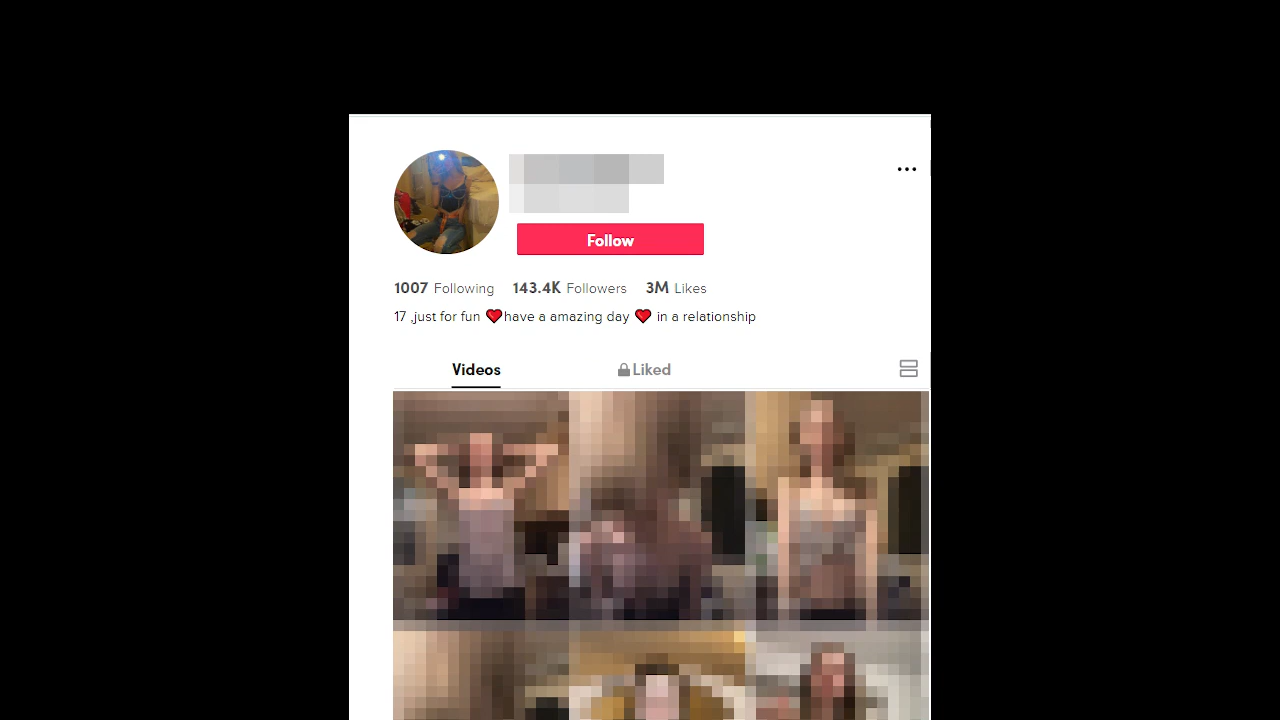 Follow
1007 Following 143.4K Followers 3M Likes
17 ,just for fun ❤️have a amazing day ❤️ in a relationship
Videos Liked